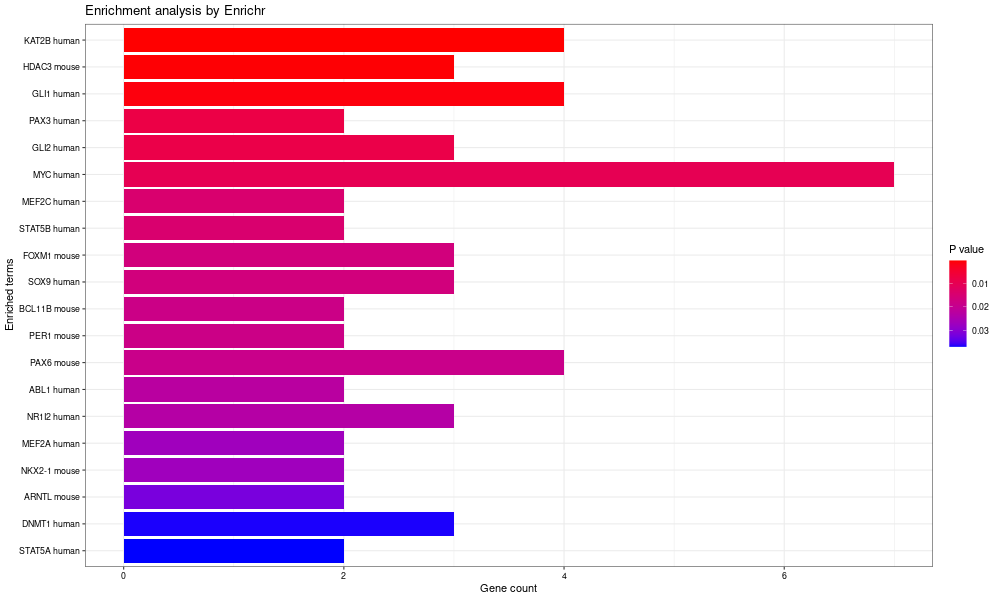 Enrichment analysis by Enrichr
Enriched terms
KAT2B human
HDAC3 mouse
GLI1 human
PAX3 human
GLI2 human
MYC human
MEF2C human
STAT5B human
FOXM1 mouse
SOX9 human
BCL11B mouse
PER1 mouse
PAX6 mouse
ABL1 human
NR1I2 human
MEF2A human
NKX2-1 mouse
ARNTL mouse
DNMT1 human
STAT5A human
0 2 4 6
Gene count
P value
0.01
0.02
0.03